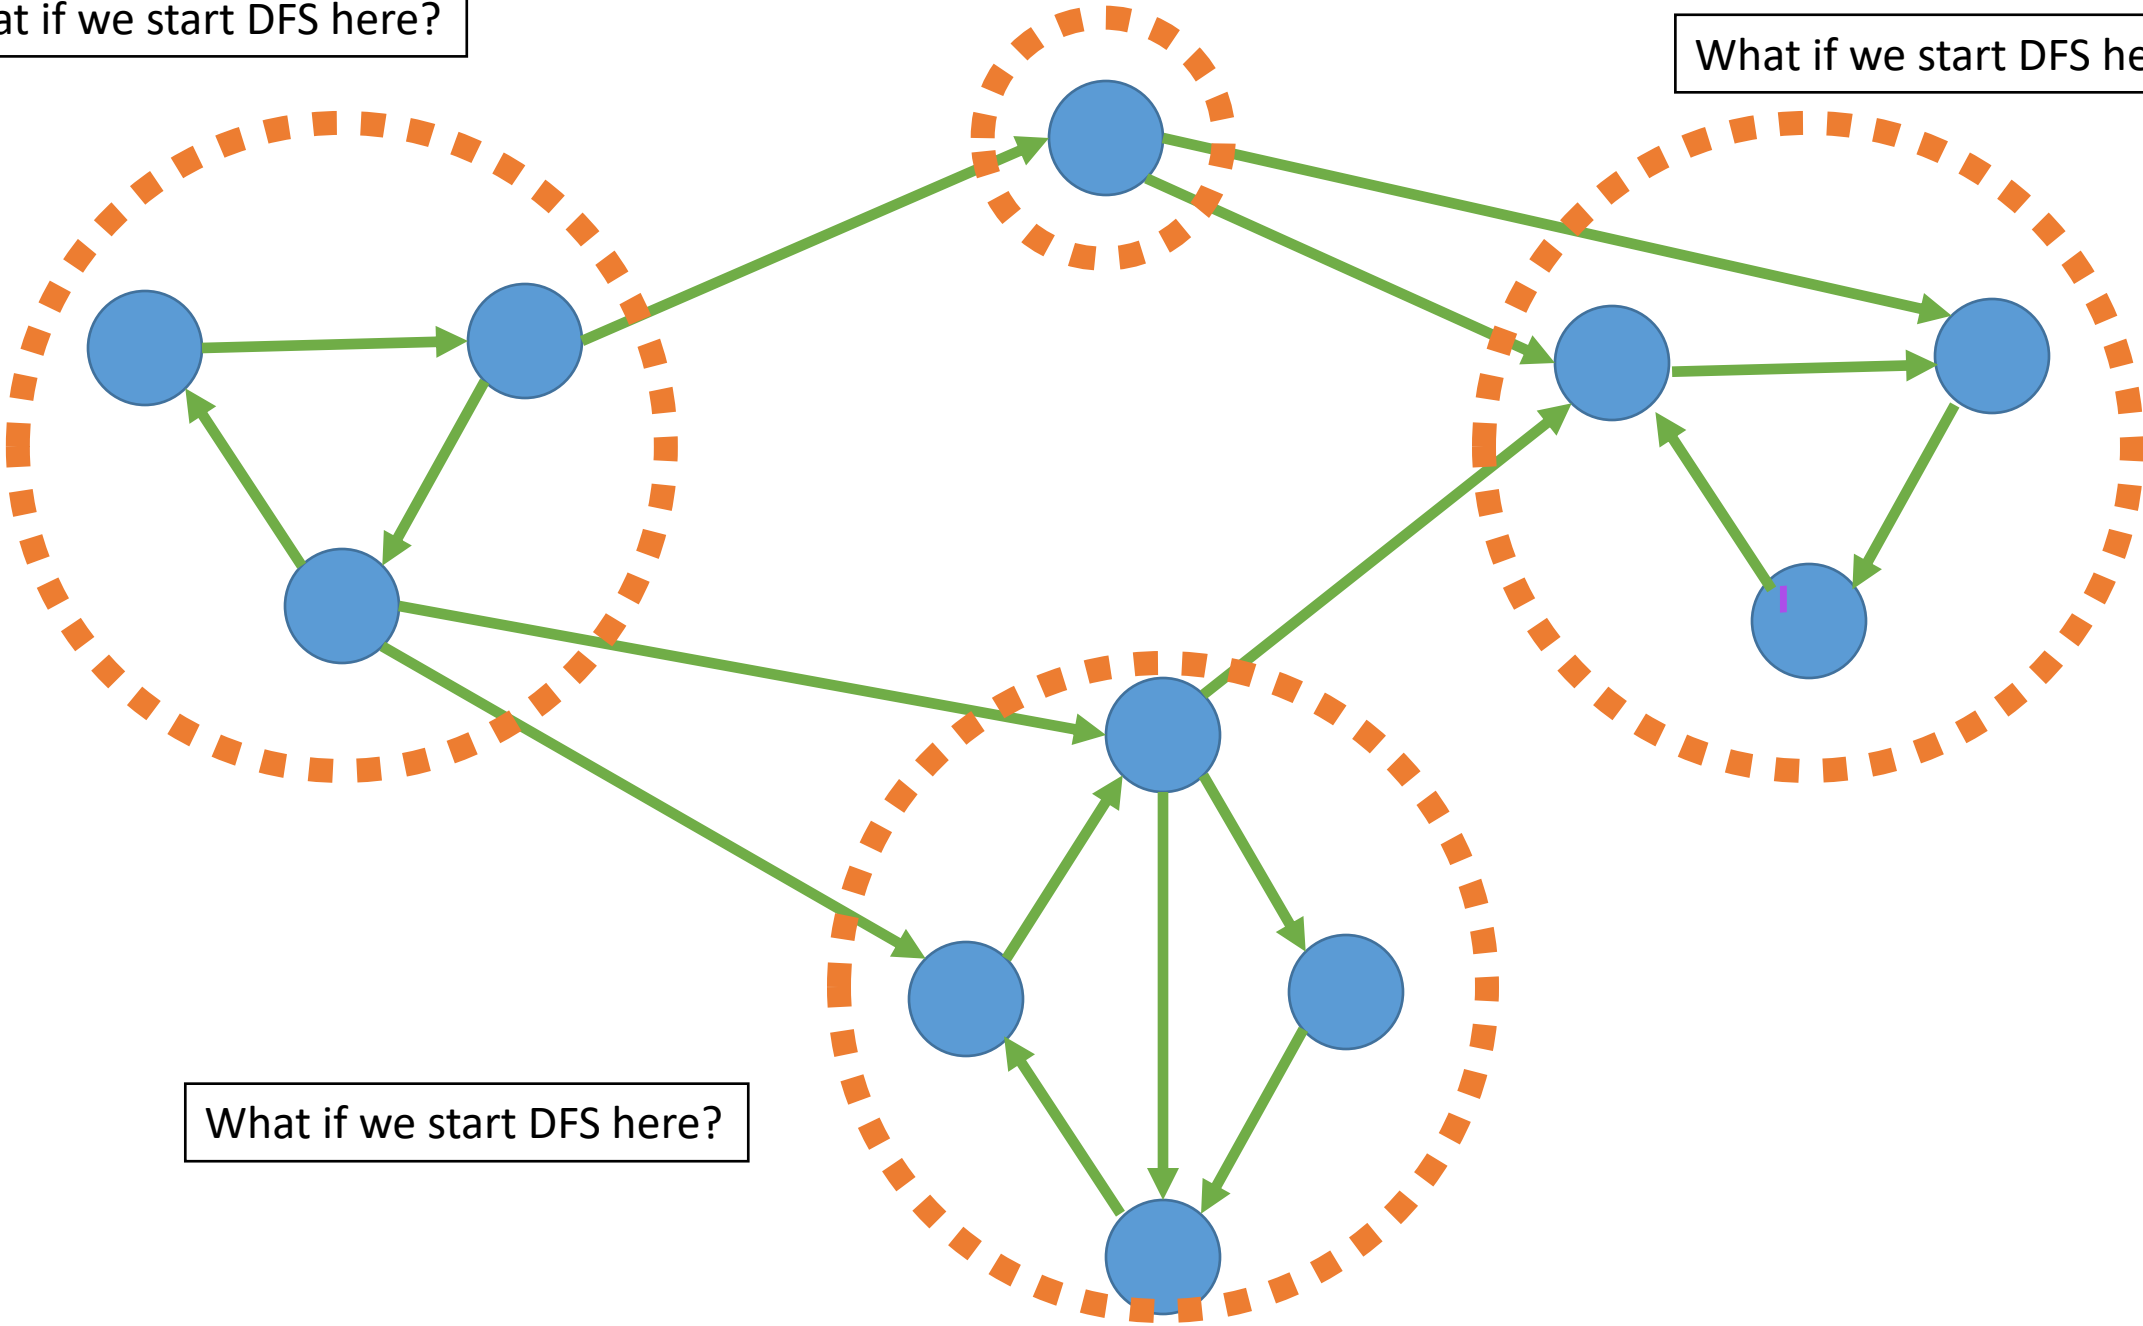 at if we start DFS here?
What if we start DFS he
What if we start DFS here?